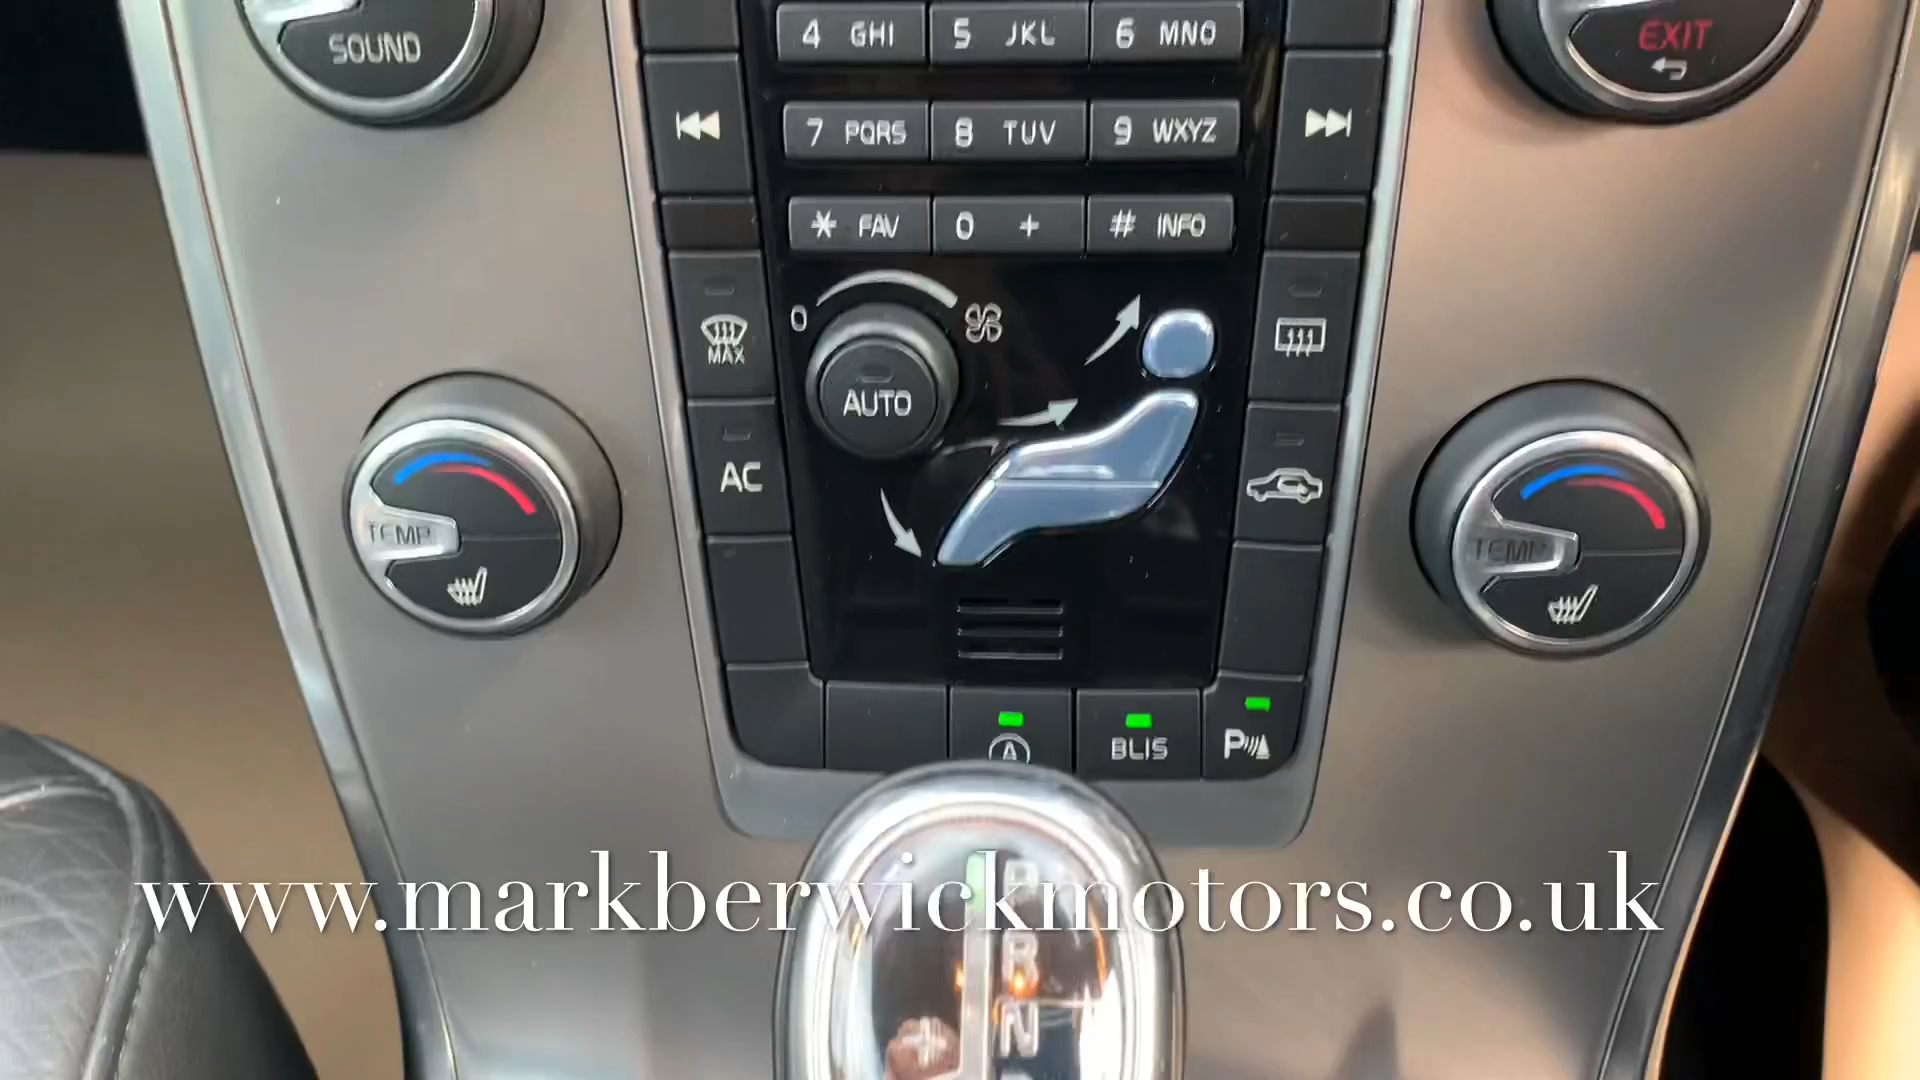 SOUND
EXIT
4 GHI 5 JKL 6 MNO
7 PQRS 8 TUV 9 WXYZ
* FAV 0 + # INFO
0
MAX
AUTO
AC
TEMP
TEMP
A BLIS P
www.markberwickmotors.co.uk
P
R
N
+